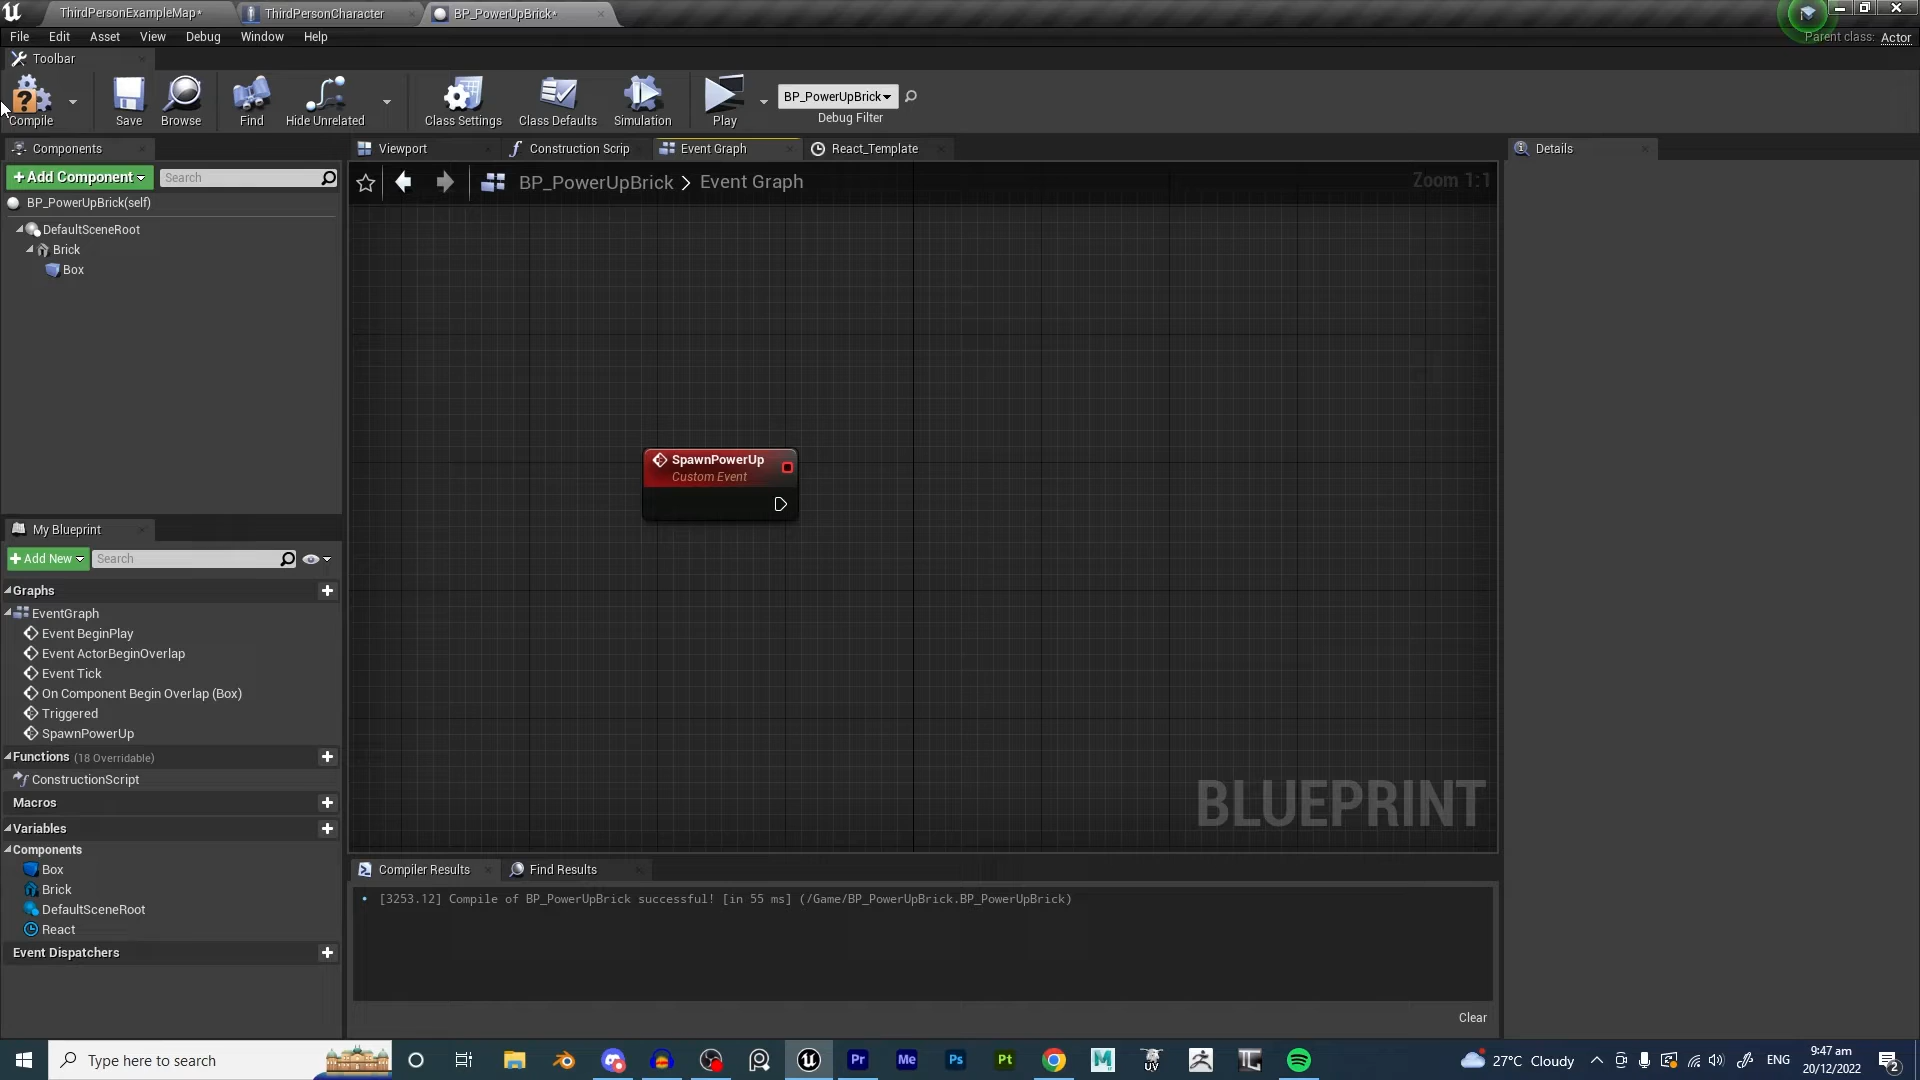 ThirdPersonExampleMap*
ThirdPersonCharacter
BP_PowerUpBrick*
File
Edit
Asset
View
Debug
Window
Help
Parent class:
Actor
Toolbar
Compile
Save
Browse
Find
Hide Unrelated
Class Settings
Class Defaults
Simulation
Play
BP_PowerUpBrick
Debug Filter
Components
+ Add Component
Search
BP_PowerUpBrick(self)
DefaultSceneRoot
Brick
Box
Viewport
Construction Scrip
Event Graph
React_Template
Details
BP_PowerUpBrick > Event Graph
Zoom 1:1
SpawnPowerUp
Custom Event
BLUEPRINT
My Blueprint
+ Add New
Search
Graphs
EventGraph
Event BeginPlay
Event ActorBeginOverlap
Event Tick
On Component Begin Overlap (Box)
Triggered
SpawnPowerUp
Functions (18 Overridable)
ConstructionScript
Macros
Variables
Components
Box
Brick
DefaultSceneRoot
React
Event Dispatchers
Compiler Results
Find Results
[3253.12] Compile of BP_PowerUpBrick successful! [in 55 ms] (/Game/BP_PowerUpBrick.BP_PowerUpBrick)
Clear
Type here to search
Pr
Me
Ps
Pt
M
UV
27°C Cloudy
ENG
9:47 am
20/12/2022
2